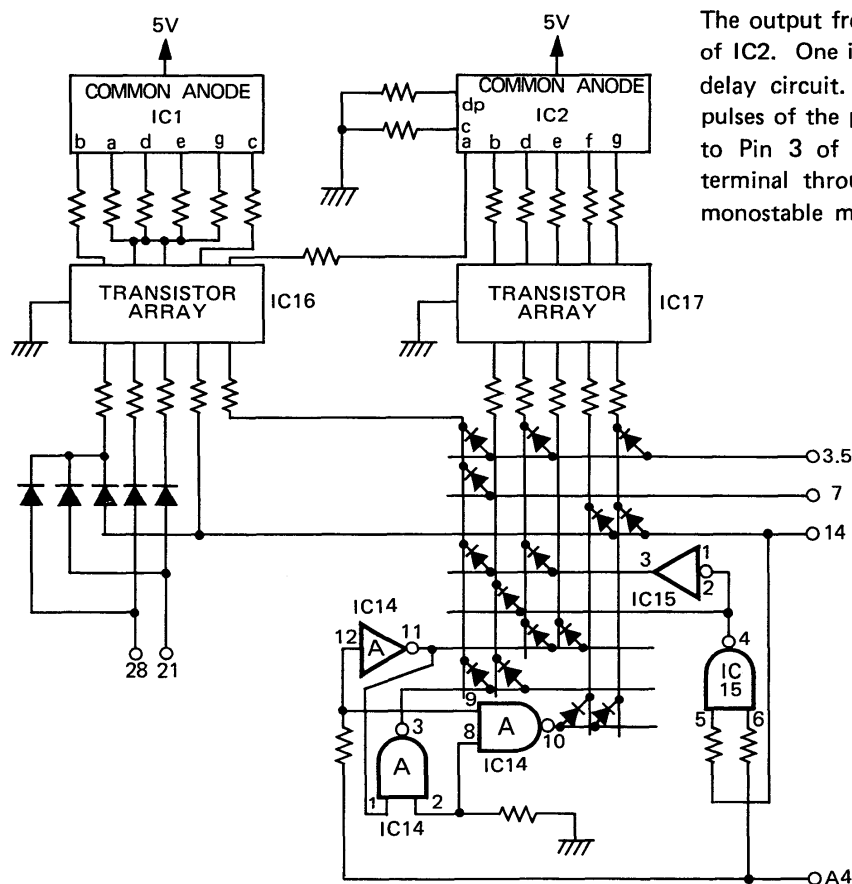 The output fr
of IC2. One i
delay circuit.
pulses of the p
to Pin 3 of
terminal throu
monostable m
5V
5V
COMMON ANODE
IC1
b a d e g c
COMMON ANODE
IC2
dp
c
a b d e f g
TRANSISTOR
ARRAY
IC16
TRANSISTOR
ARRAY
IC17
3.5
7
14
3
1
2
IC15
4
IC
15
5
6
IC14
12
A
11
28
21
3
A
1
2
IC14
9
8
A
10
IC14
A4